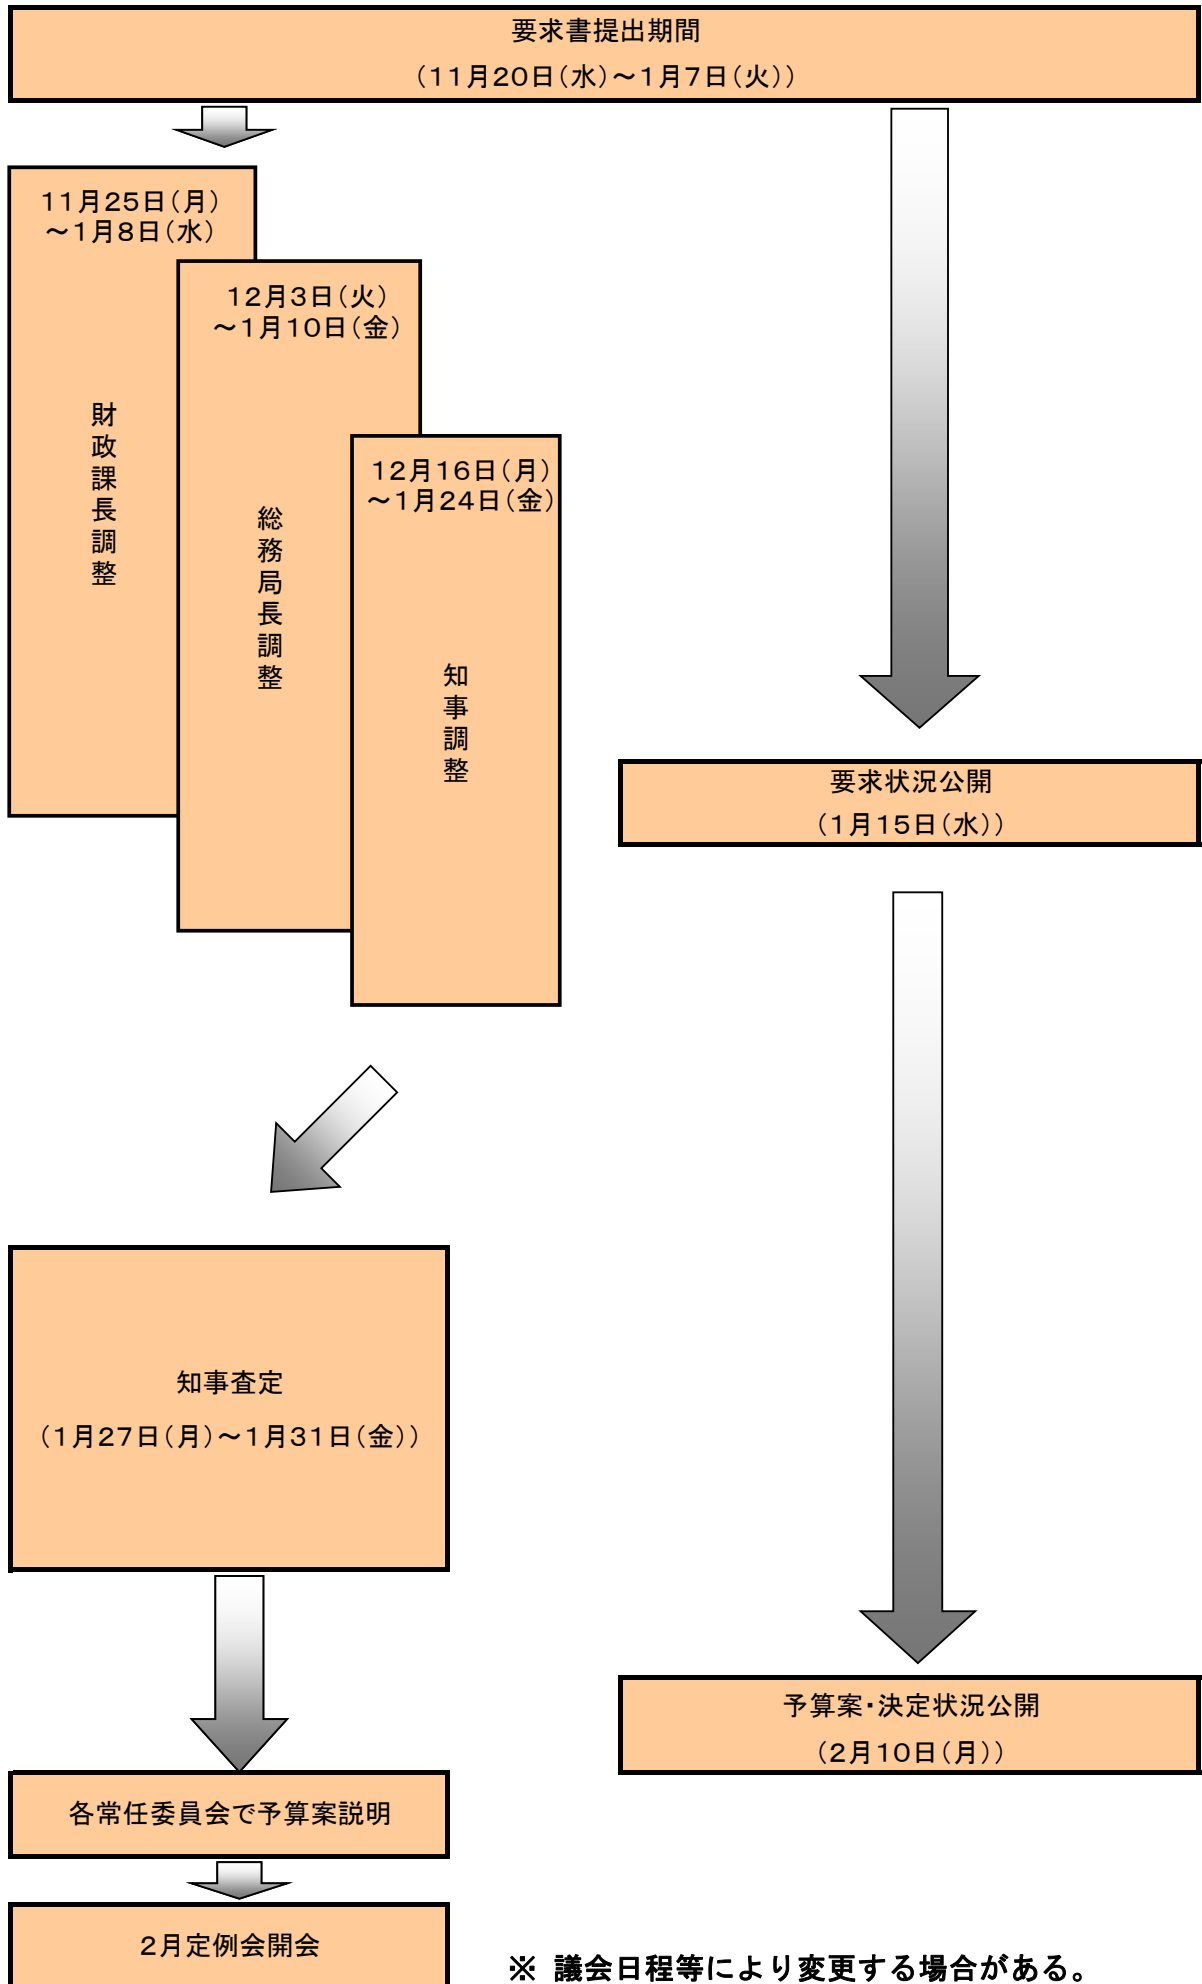 要求書提出期間
（11月20日（水）～1月7日（火））
11月25日（月）
～1月8日（水）
財政課長調整
12月3日（火）
～1月10日（金）
総務局長調整
12月16日（月）
～1月24日（金）
知事調整
要求状況公開
（1月15日（水））
知事査定
（1月27日（月）～1月31日（金））
予算案・決定状況公開
（2月10日（月））
各常任委員会で予算案説明
2月定例会開会
※ 議会日程等により変更する場合がある。